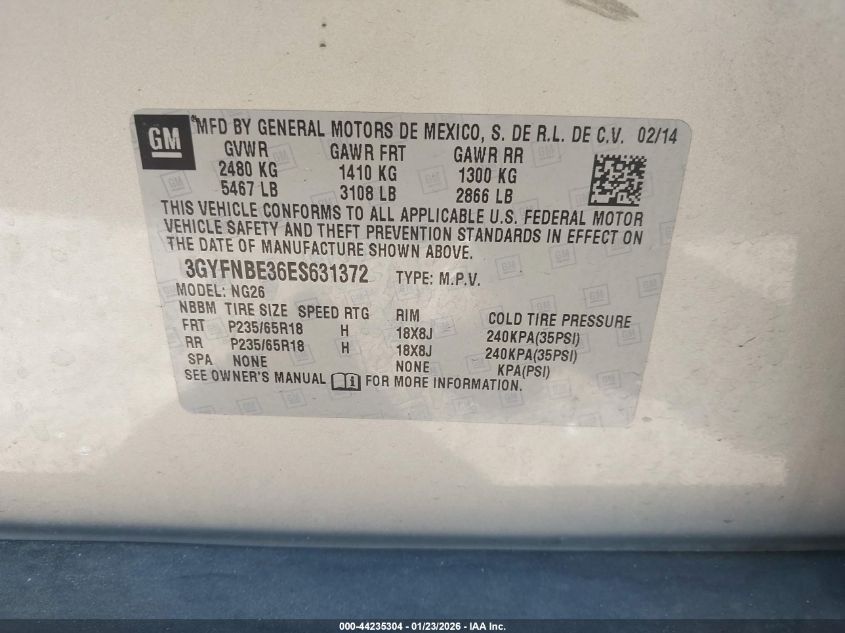 GM
MFD BY GENERAL MOTORS DE MEXICO, S. DE R.L. DE C.V. 02/14
GVWR GAWR FRT GAWR RR
2480 KG 1410 KG 1300 KG
5467 LB 3108 LB 2866 LB
THIS VEHICLE CONFORMS TO ALL APPLICABLE U.S. FEDERAL MOTOR
VEHICLE SAFETY AND THEFT PREVENTION STANDARDS IN EFFECT ON
THE DATE OF MANUFACTURE SHOWN ABOVE.
3GYFNBE36ES631372 TYPE: M.P.V.
MODEL: NG26
NBBM TIRE SIZE SPEED RTG RIM COLD TIRE PRESSURE
FRT P235/65R18 H 18X8J 240KPA(35PSI)
RR P235/65R18 H 18X8J 240KPA(35PSI)
SPA NONE NONE KPA(PSI)
SEE OWNER'S MANUAL FOR MORE INFORMATION.
000-44235304 - 01/23/2026 - IAA Inc.